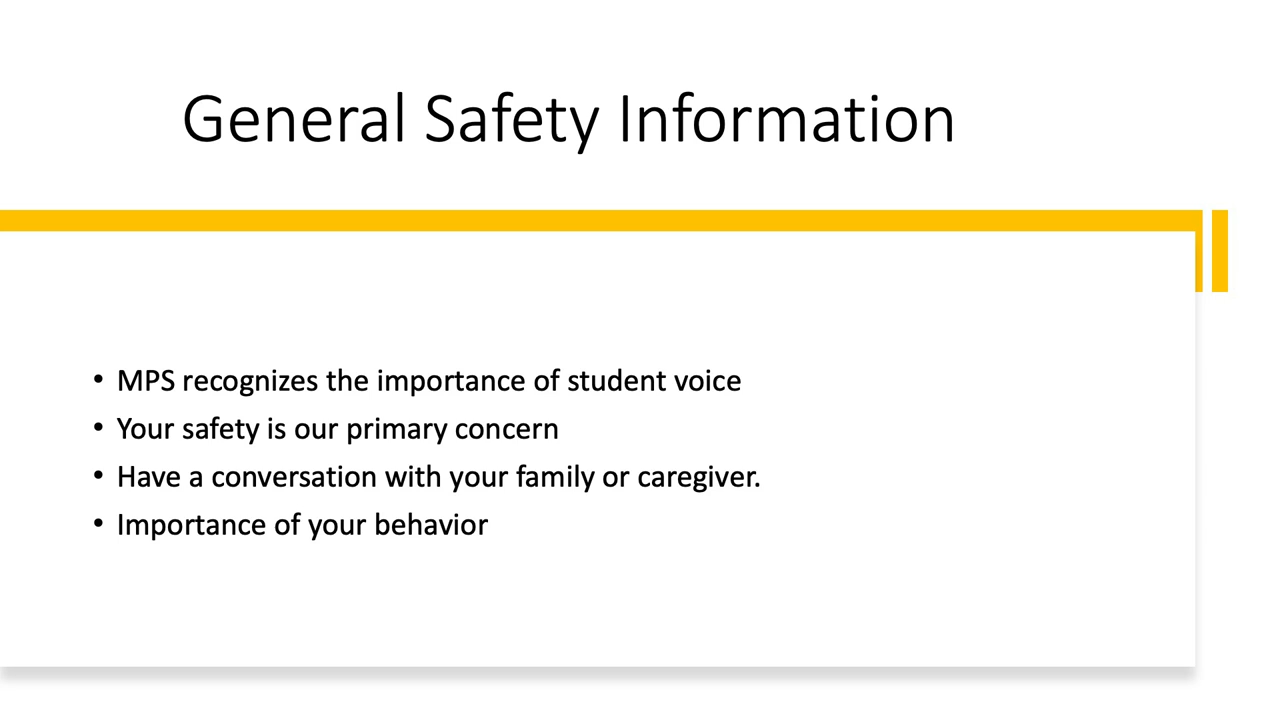 General Safety Information
• MPS recognizes the importance of student voice
• Your safety is our primary concern
• Have a conversation with your family or caregiver.
• Importance of your behavior